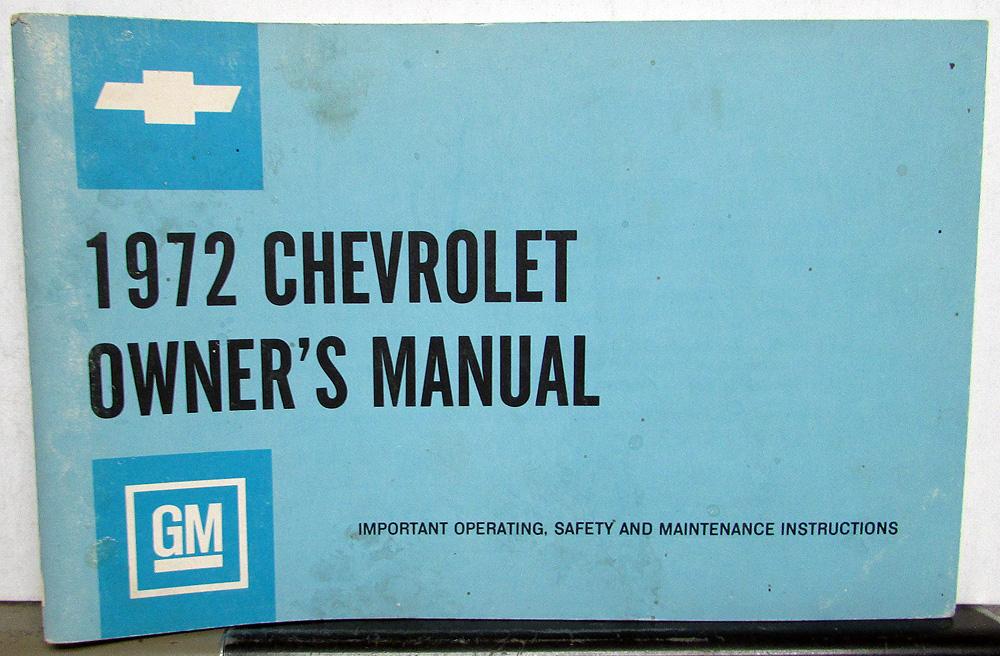 1972 CHEVROLET
OWNER'S MANUAL
GM
IMPORTANT OPERATING, SAFETY AND MAINTENANCE INSTRUCTIONS